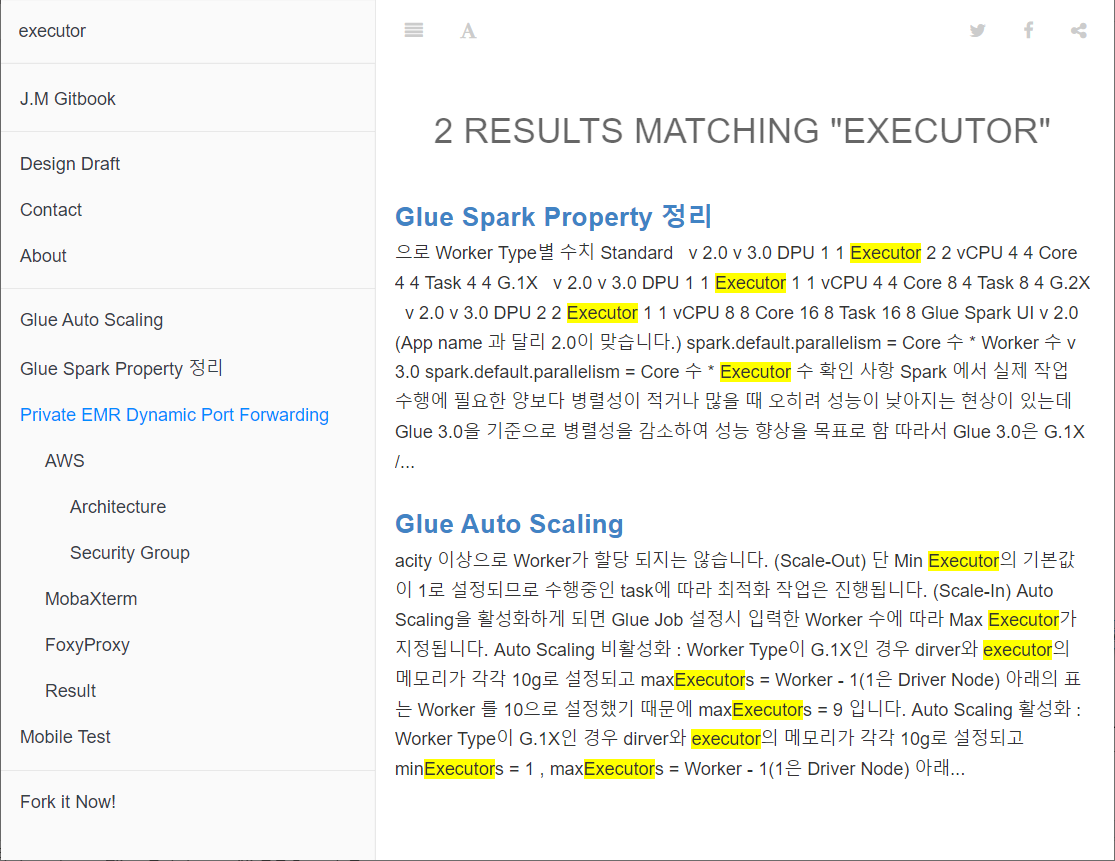 executor
J.M Gitbook
Design Draft
Contact
About
Glue Auto Scaling
Glue Spark Property 정리
Private EMR Dynamic Port Forwarding
AWS
Architecture
Security Group
MobaXterm
FoxyProxy
Result
Mobile Test
Fork it Now!
A
2 RESULTS MATCHING "EXECUTOR"
Glue Spark Property 정리
으로 Worker Type별 수치 Standard   v 2.0 v 3.0 DPU 1 1 Executor 2 2 vCPU 4 4 Core
4 4 Task 4 4 G.1X   v 2.0 v 3.0 DPU 1 1 Executor 1 1 vCPU 4 4 Core 8 4 Task 8 4 G.2X
  v 2.0 v 3.0 DPU 2 2 Executor 1 1 vCPU 8 8 Core 16 8 Task 16 8 Glue Spark UI v 2.0
(App name 과 달리 2.0이 맞습니다.) spark.default.parallelism = Core 수 * Worker 수 v
3.0 spark.default.parallelism = Core 수 * Executor 수 확인 사항 Spark 에서 실제 작업
수행에 필요한 양보다 병렬성이 적거나 많을 때 오히려 성능이 낮아지는 현상이 있는데
Glue 3.0을 기준으로 병렬성을 감소하여 성능 향상을 목표로 함 따라서 Glue 3.0은 G.1X
/...
Glue Auto Scaling
acity 이상으로 Worker가 할당 되지는 않습니다. (Scale-Out) 단 Min Executor의 기본값
이 1로 설정되므로 수행중인 task에 따라 최적화 작업은 진행됩니다. (Scale-In) Auto
Scaling을 활성화하게 되면 Glue Job 설정시 입력한 Worker 수에 따라 Max Executor가
지정됩니다. Auto Scaling 비활성화 : Worker Type이 G.1X인 경우 dirver와 executor의
메모리가 각각 10g로 설정되고 maxExecutors = Worker - 1(1은 Driver Node) 아래의 표
는 Worker 를 10으로 설정했기 때문에 maxExecutors = 9 입니다. Auto Scaling 활성화 :
Worker Type이 G.1X인 경우 dirver와 executor의 메모리가 각각 10g로 설정되고
minExecutors = 1 , maxExecutors = Worker - 1(1은 Driver Node) 아래...